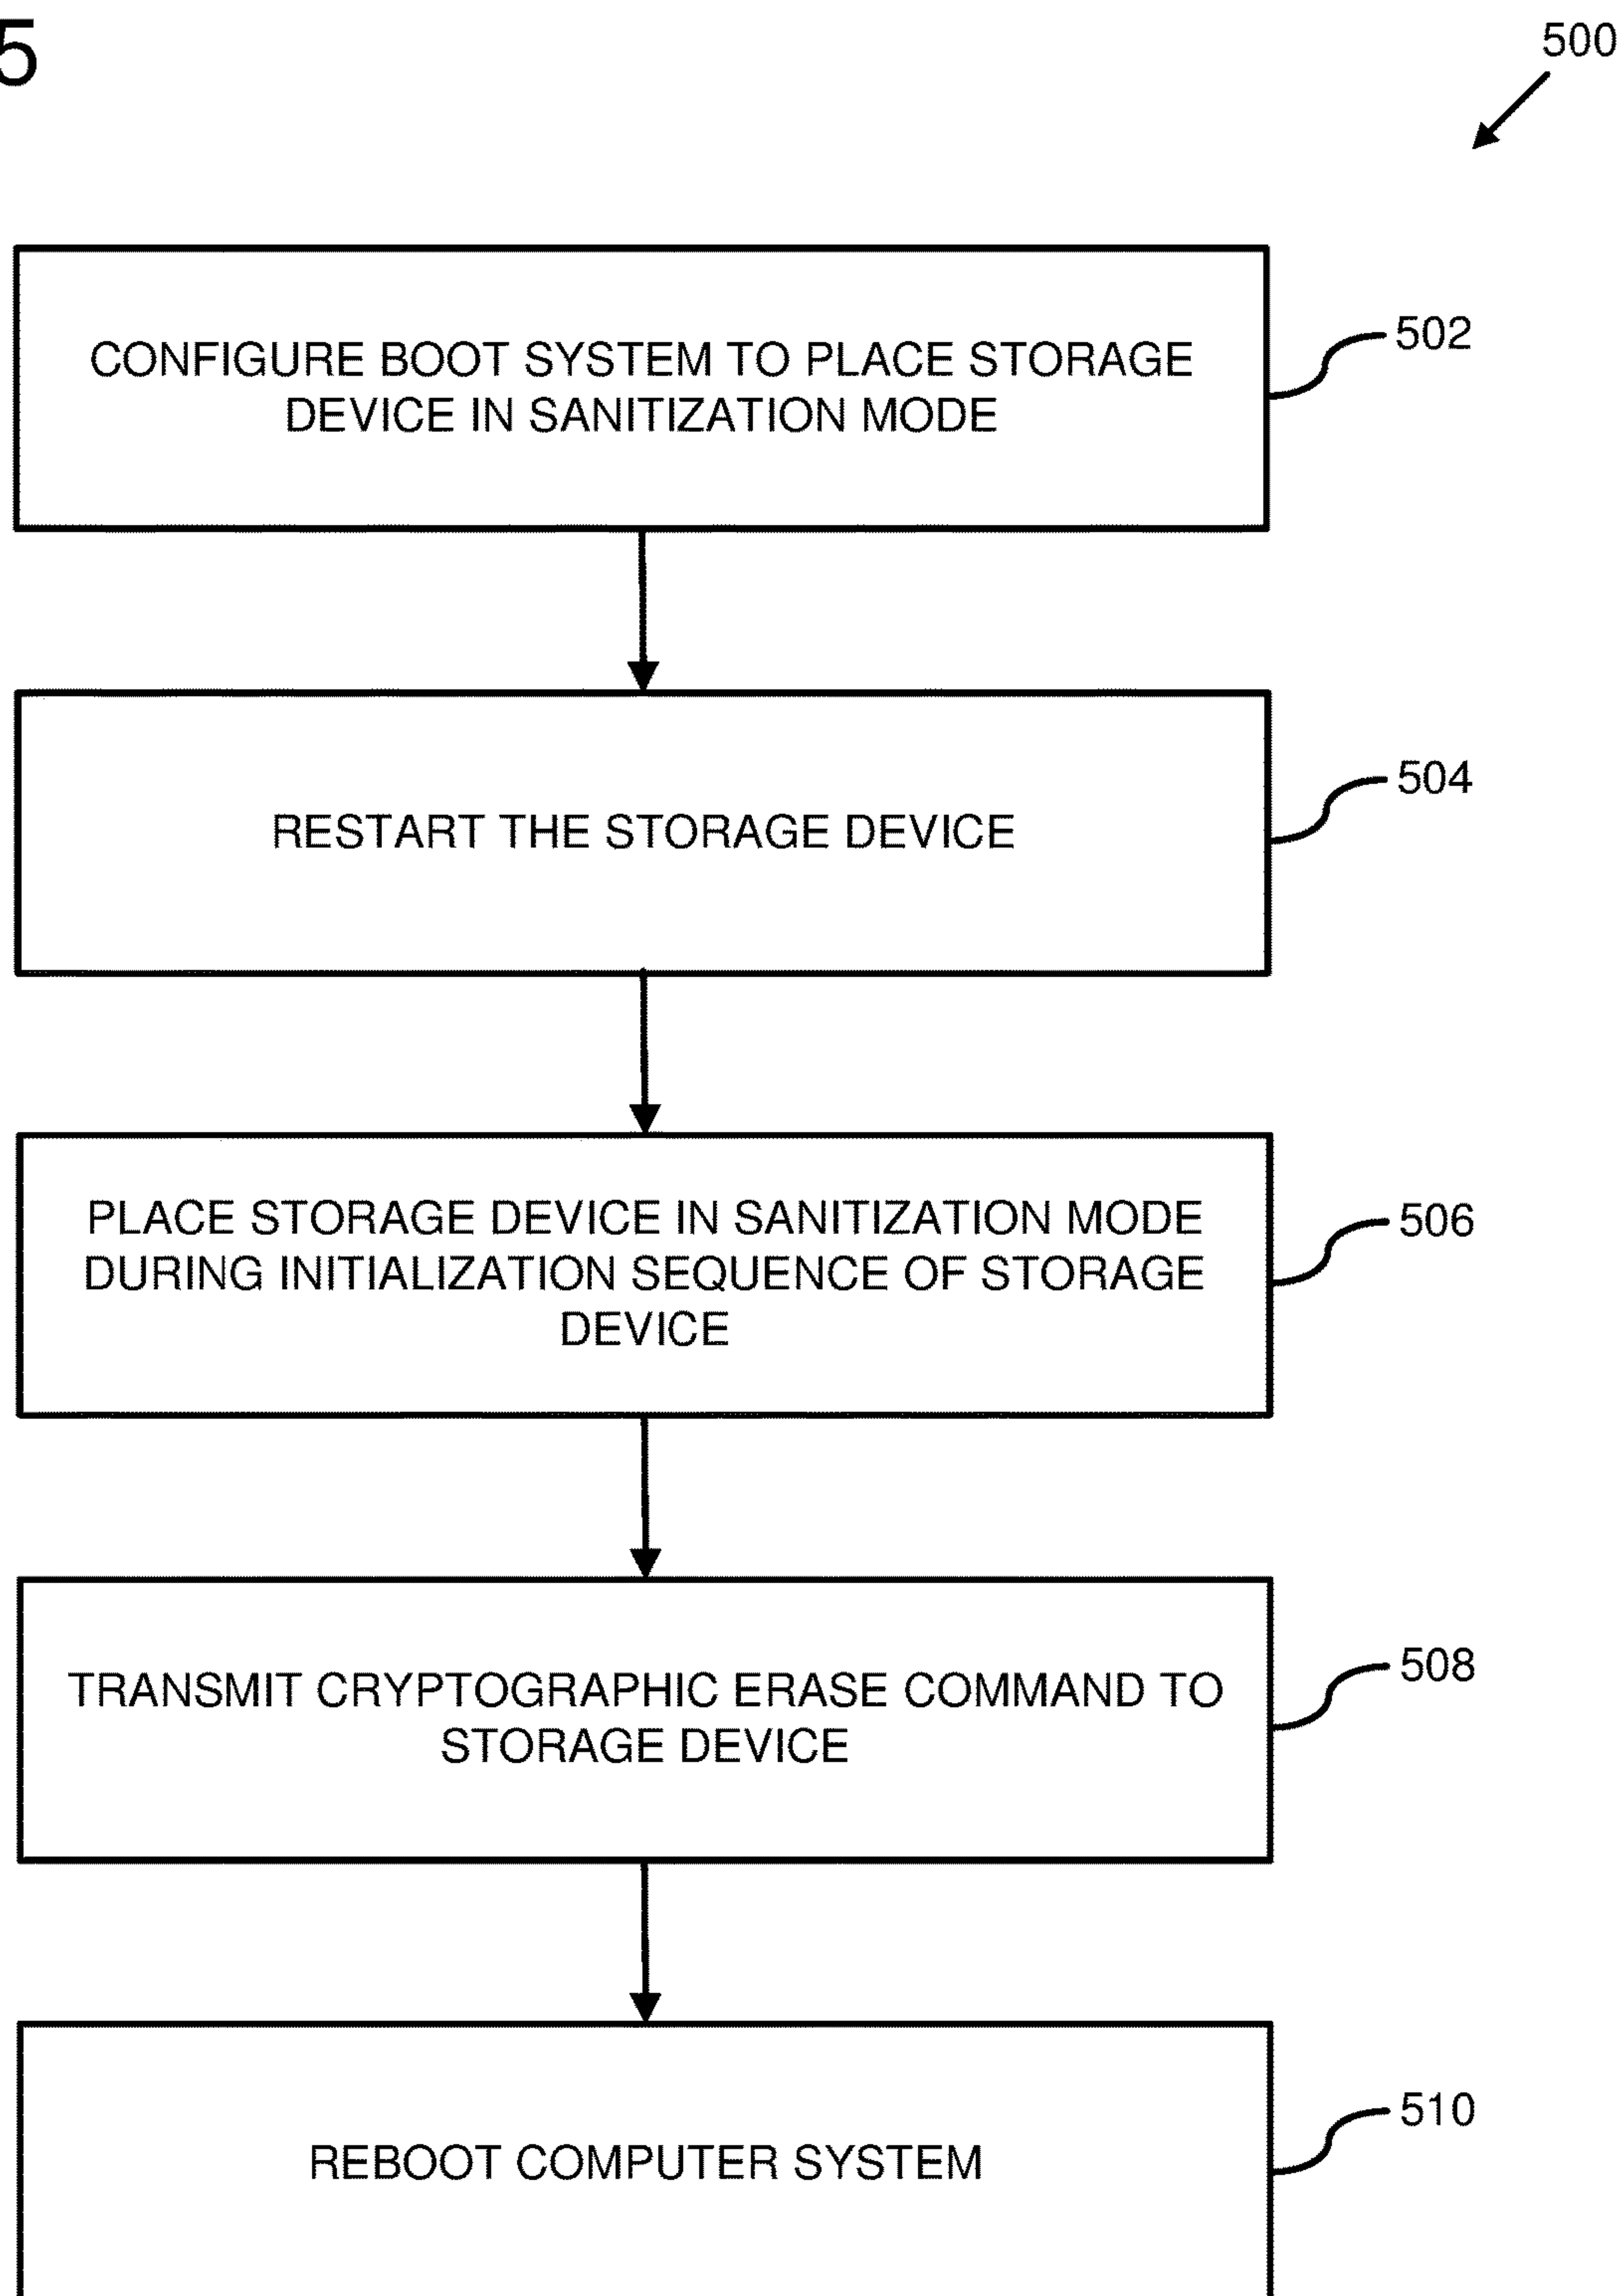 5
500
CONFIGURE BOOT SYSTEM TO PLACE STORAGE
DEVICE IN SANITIZATION MODE
502
RESTART THE STORAGE DEVICE
504
PLACE STORAGE DEVICE IN SANITIZATION MODE
DURING INITIALIZATION SEQUENCE OF STORAGE
DEVICE
506
TRANSMIT CRYPTOGRAPHIC ERASE COMMAND TO
STORAGE DEVICE
508
REBOOT COMPUTER SYSTEM
510